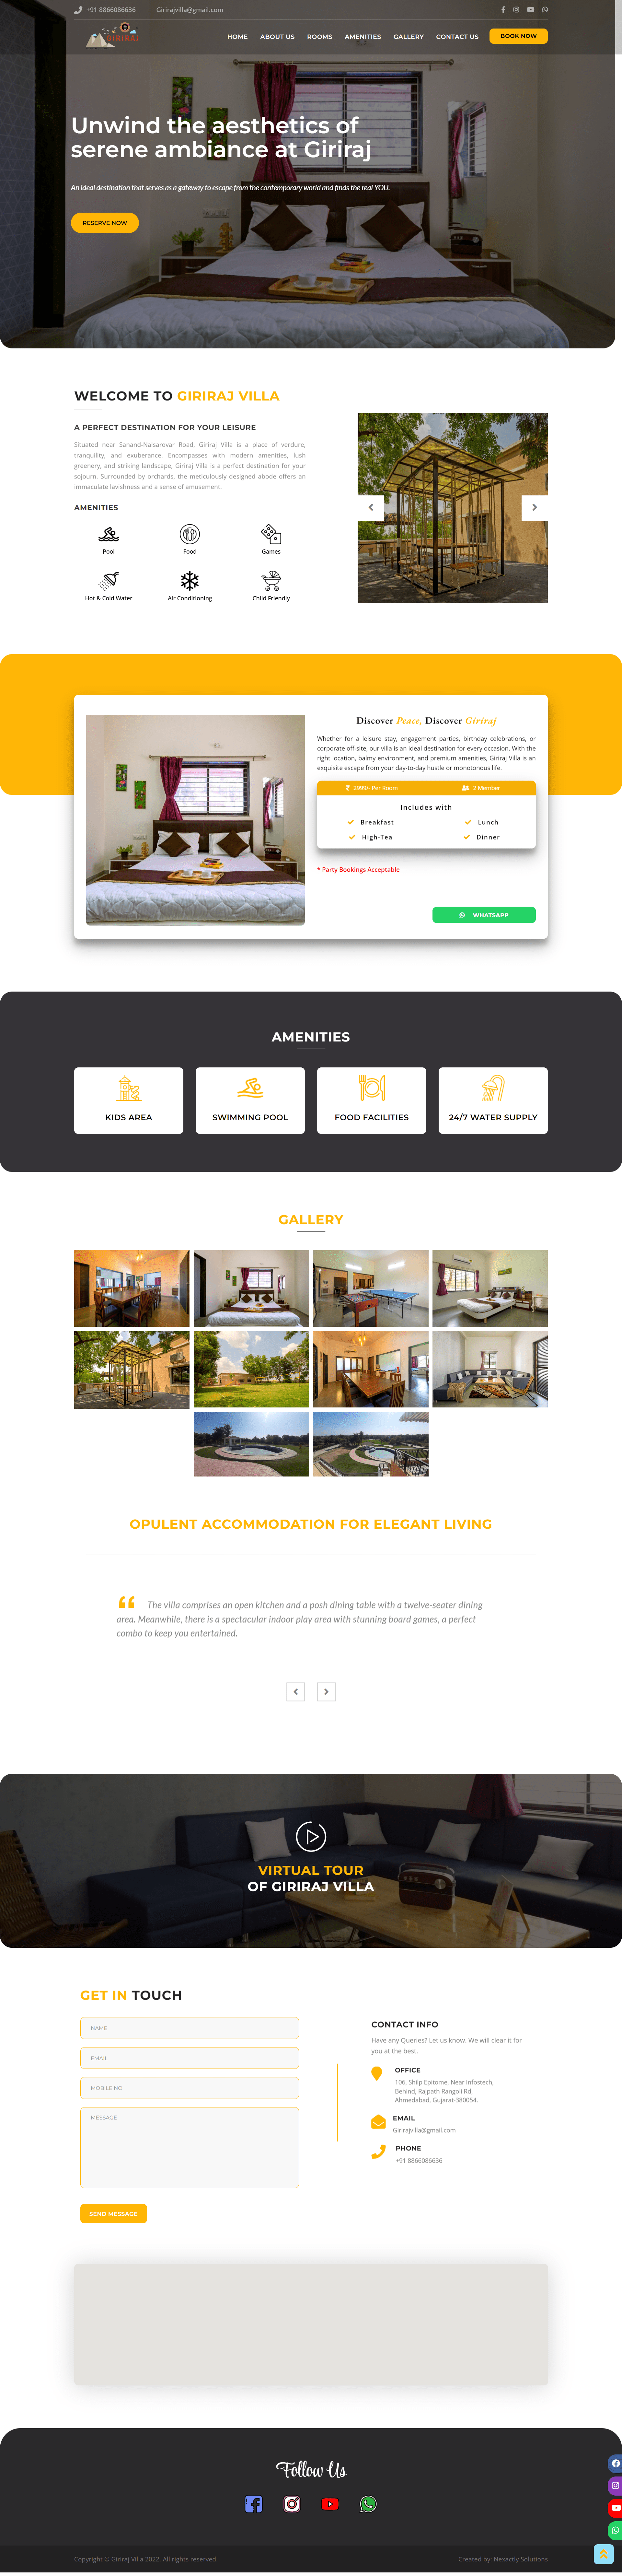 +91 8866086636
Girirajvilla@gmail.com
GIRIRAJ
HOME
ABOUT US
ROOMS
AMENITIES
GALLERY
CONTACT US
BOOK NOW
Unwind the aesthetics of
serene ambiance at Giriraj
An ideal destination that serves as a gateway to escape from the contemporary world and finds the real YOU.
RESERVE NOW
WELCOME TO GIRIRAJ VILLA
A PERFECT DESTINATION FOR YOUR LEISURE
Situated near Sanand-Nalsarovar Road, Giriraj Villa is a place of verdure,
tranquility, and exuberance. Encompasses with modern amenities, lush
greenery, and striking landscape, Giriraj Villa is a perfect destination for your
sojourn. Surrounded by orchards, the meticulously designed abode offers an
immaculate lavishness and a sense of amusement.
AMENITIES
Pool
Food
Games
Hot & Cold Water
Air Conditioning
Child Friendly
Discover Peace, Discover Giriraj
Whether for a leisure stay, engagement parties, birthday celebrations, or
corporate off-site, our villa is an ideal destination for every occasion. With the
right location, balmy environment, and premium amenities, Giriraj Villa is an
exquisite escape from your day-to-day hustle or monotonous life.
₹ 2999/- Per Room
2 Member
Includes with
Breakfast
Lunch
High-Tea
Dinner
* Party Bookings Acceptable
WHATSAPP
AMENITIES
KIDS AREA
SWIMMING POOL
FOOD FACILITIES
24/7 WATER SUPPLY
GALLERY
OPULENT ACCOMMODATION FOR ELEGANT LIVING
“ The villa comprises an open kitchen and a posh dining table with a twelve-seater dining
area. Meanwhile, there is a spectacular indoor play area with stunning board games, a perfect
combo to keep you entertained.
VIRTUAL TOUR
OF GIRIRAJ VILLA
GET IN TOUCH
NAME
EMAIL
MOBILE NO
MESSAGE
SEND MESSAGE
CONTACT INFO
Have any Queries? Let us know. We will clear it for
you at the best.
OFFICE
106, Shilp Epitome, Near Infostech,
Behind, Rajpath Rangoli Rd,
Ahmedabad, Gujarat-380054.
EMAIL
Girirajvilla@gmail.com
PHONE
+91 8866086636
Follow Us
Copyright © Giriraj Villa 2022. All rights reserved.
Created by: Nexactly Solutions